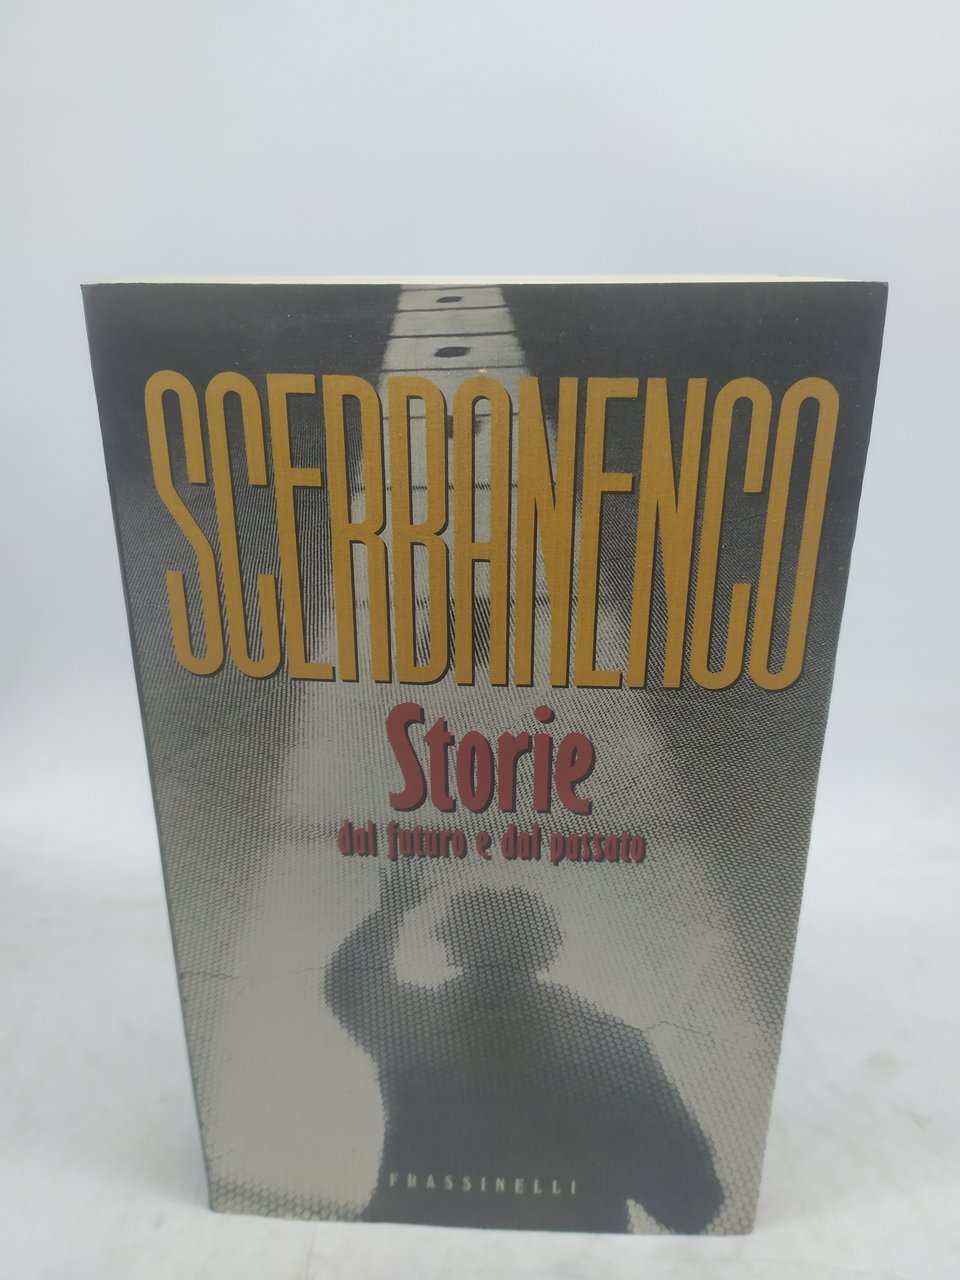 SCERBANENCO
Storie
dal futuro e dal passato
FRASSINELLI